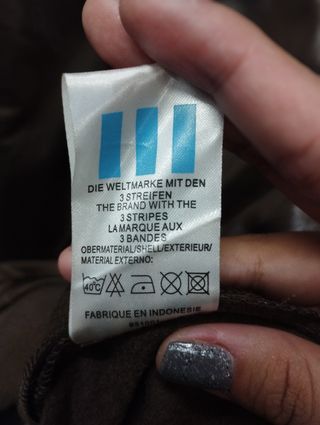 DIE WELTMARKE MIT DEN
3 STREIFEN
THE BRAND WITH THE
3 STRIPES
LA MARQUE AUX
3 BANDES
OBERMATERIAL/SHELL/EXTERIEUR/
MATERIAL EXTERNO:
40°C
FABRIQUE EN INDONESIE